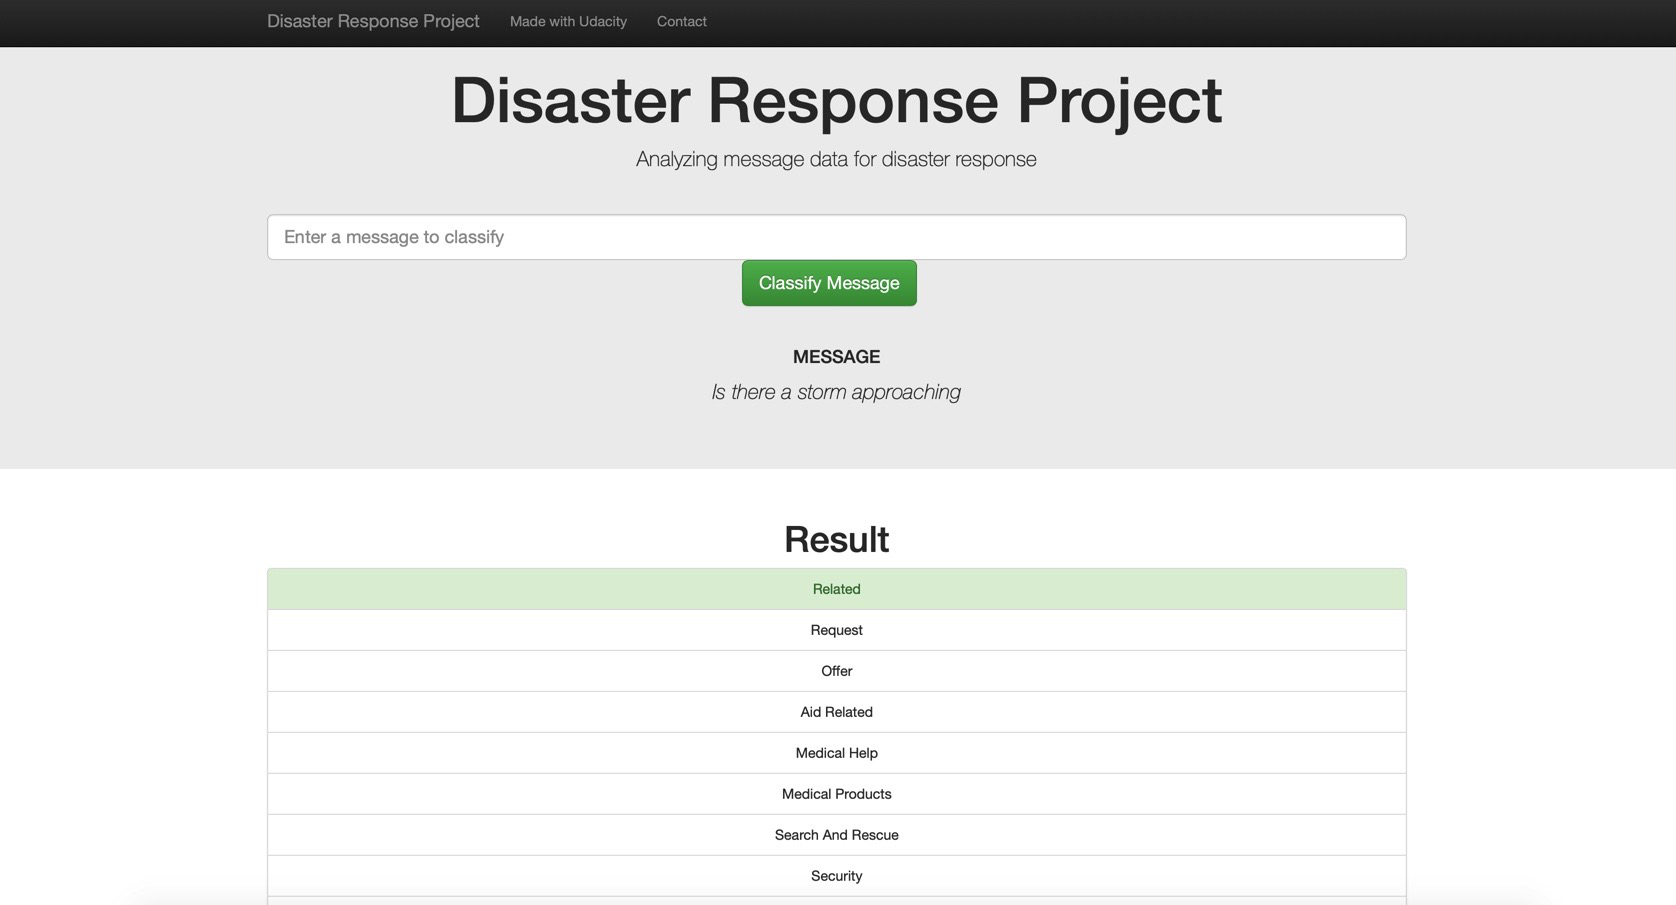 Disaster Response Project Made with Udacity Contact
Disaster Response Project
Analyzing message data for disaster response
Enter a message to classify
Classify Message
MESSAGE
Is there a storm approaching
Result
Related
Request
Offer
Aid Related
Medical Help
Medical Products
Search And Rescue
Security